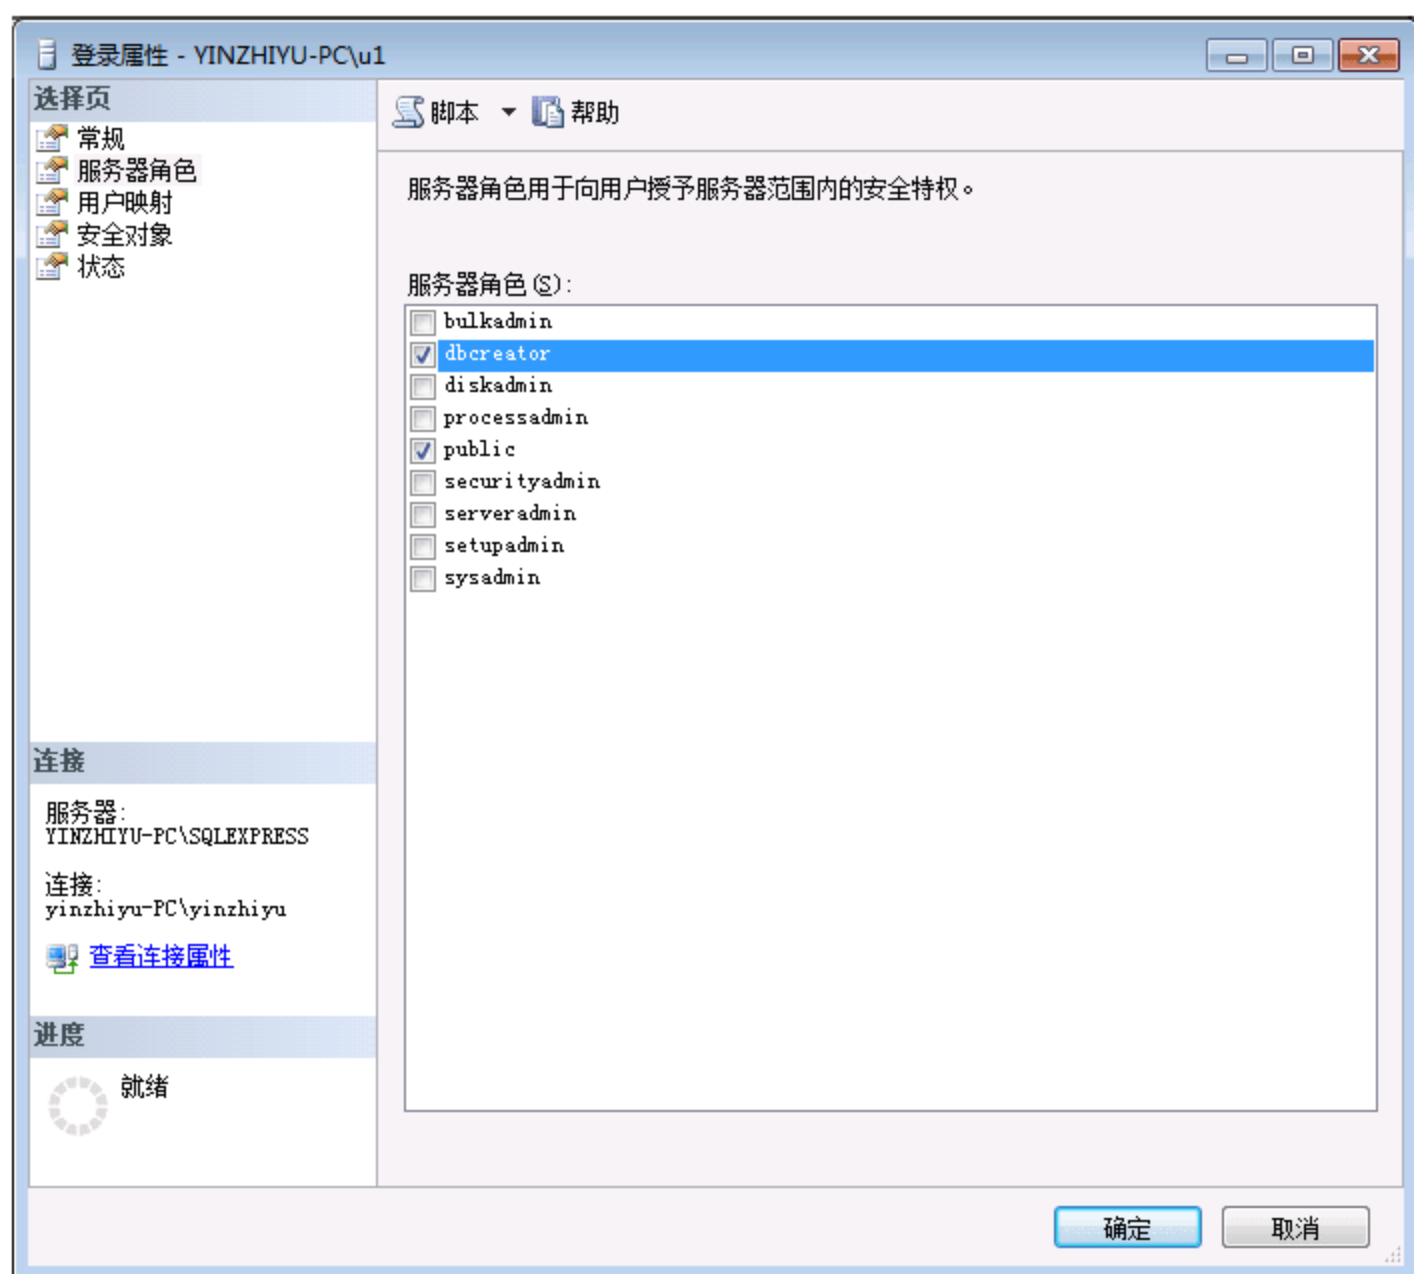 登录属性 - YINZHIYU-PC\u1
选择页
常规
服务器角色
用户映射
安全对象
状态
脚本 帮助
服务器角色用于向用户授予服务器范围内的安全特权。
服务器角色(S):
bulkadmin
dbcreator
diskadmin
processadmin
public
securityadmin
serveradmin
setupadmin
sysadmin
连接
服务器:
YINZHIYU-PC\SQLEXPRESS
连接:
yinzhiyu-PC\yinzhiyu
查看连接属性
进度
就绪
确定 取消